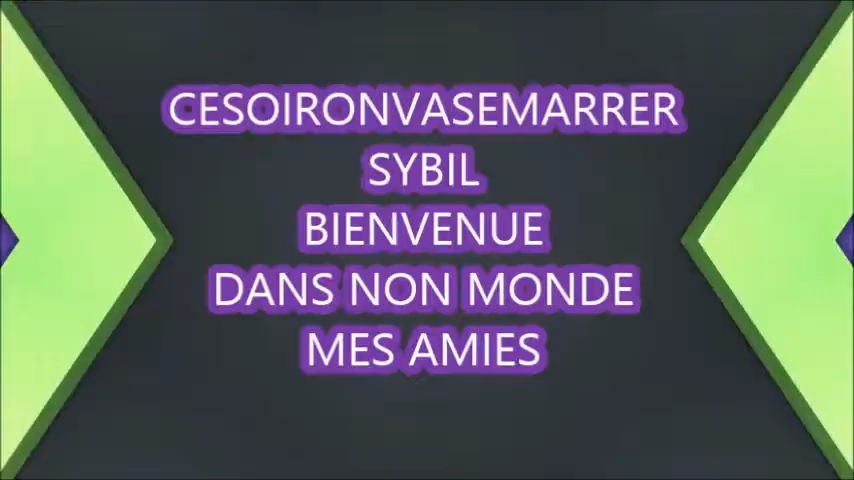 CESOIRONVASEMARRER
SYBIL
BIENVENUE
DANS NON MONDE
MES AMIES